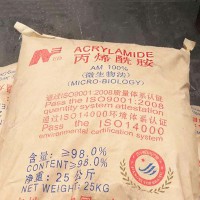 ACRYLAMIDE
丙烯酰胺
AM 100%
(微生物法)
(MICRO-BIOLOGY)
通过ISO9001:2008质量体系认证
Pass the ISO9001:2008
quantity system attestation
通过ISO14000环境体系认证
Pass the ISO14000
environmental certification system
含量:≥98.0%
CONTENT≥98.0%
净重:25公斤
NET WEIGHT:25KG